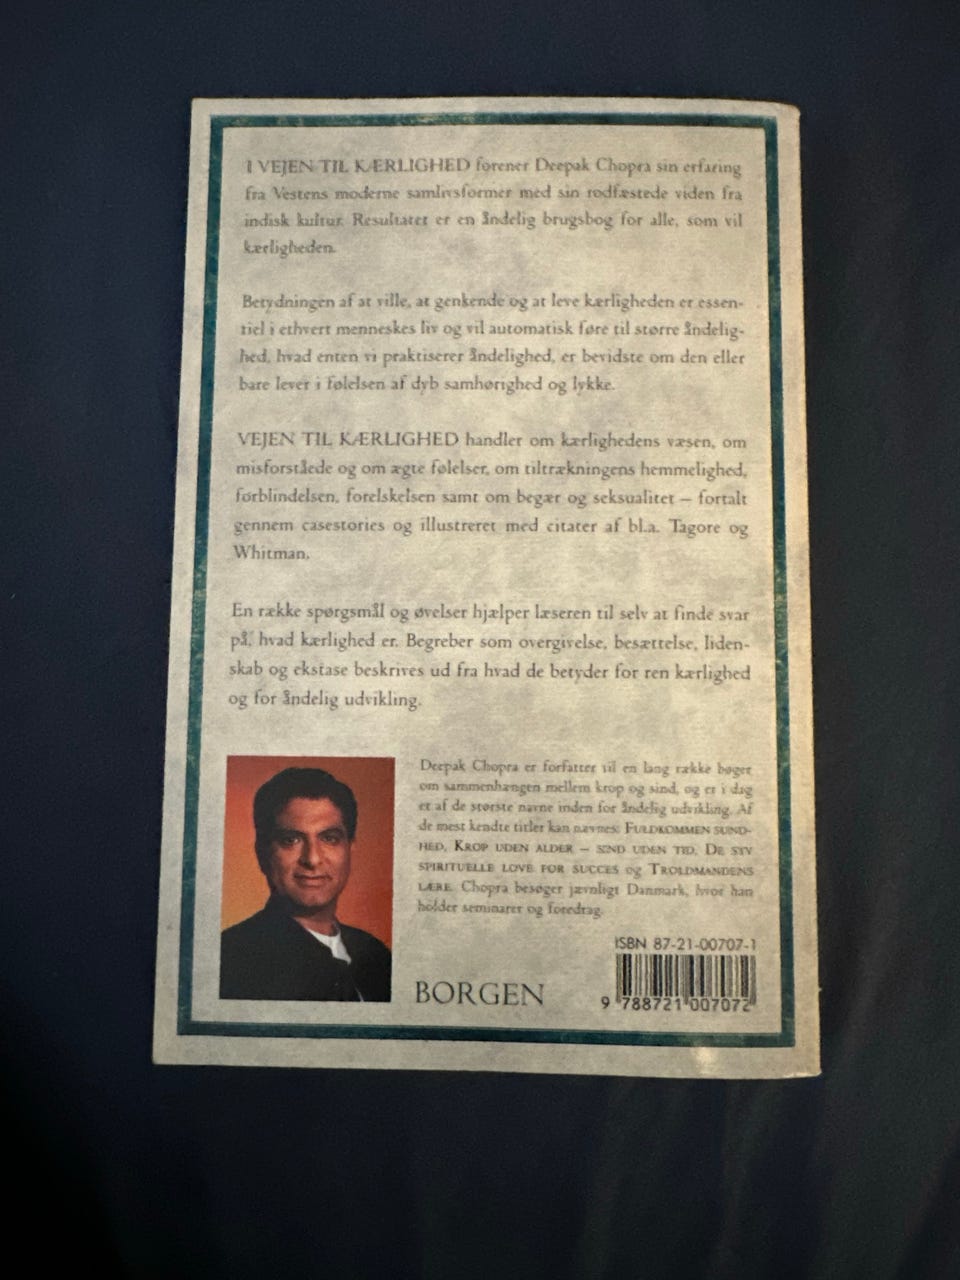 I VEJEN TIL KÆRLIGHED forener Deepak Chopra sin erfaring
fra Vestens moderne samlivsformer med sin rodfæstede viden fra
indisk kultur. Resultatet er en åndelig brugsbog for alle, som vil
kærligheden.
Betydningen af at ville, at genkende og at leve kærligheden er essen-
tiel i ethvert menneskes liv og vil automatisk føre til større åndelig-
hed, hvad enten vi praktiserer åndelighed, er bevidste om den eller
bare lever i følelsen af dyb samhørighed og lykke.
VEJEN TIL KÆRLIGHED handler om kærlighedens væsen, om
misforståede og om ægte følelser, om tiltrækningens hemmelighed,
forblindelsen, forelskelsen samt om begær og seksualitet – fortalt
gennem casestories og illustreret med citater af bl.a. Tagore og
Whitman.
En række spørgsmål og øvelser hjælper læseren til selv at finde svar
på, hvad kærlighed er. Begreber som overgivelse, besættelse, liden-
skab og ekstase beskrives ud fra hvad de betyder for ren kærlighed
og for åndelig udvikling.
Deepak Chopra er forfatter til en lang række bøger
om sammenhængen mellem krop og sind, og er i dag
et af de største navne inden for åndelig udvikling. Af
de mest kendte titler kan nævnes: FULDKOMMEN SUND-
HED, KROP UDEN ALDER – SIND UDEN TID, DE SYV
SPIRITUELLE LOVE FOR SUCCES og TROLDMANDENS
LÆRE. Chopra besøger jævnligt Danmark, hvor han
holder seminarer og foredrag.
ISBN 87-21-00707-1
BORGEN
9 788721 007072